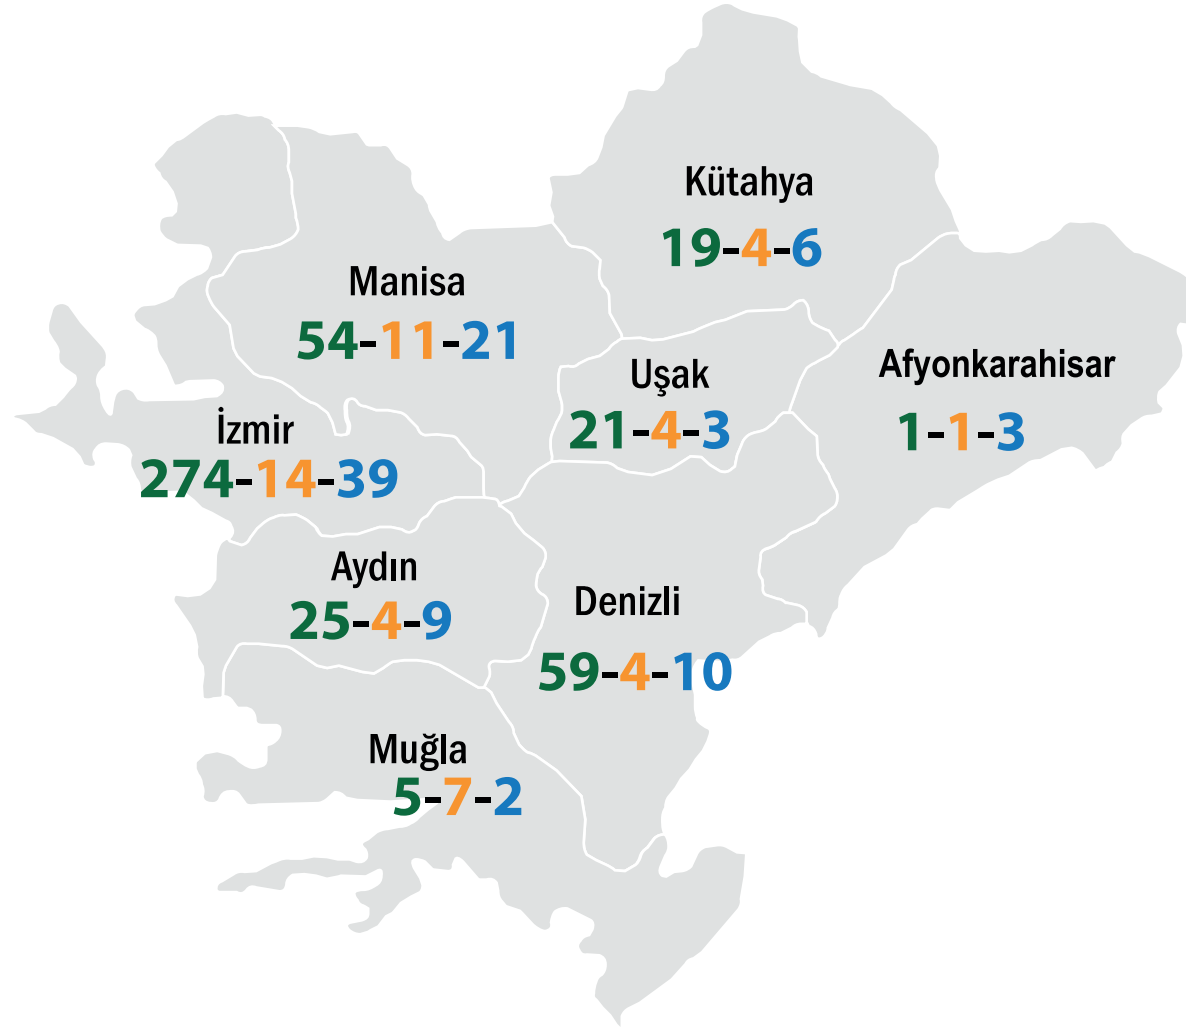 Kütahya
19-4-6
Manisa
54-11-21
Uşak
21-4-3
Afyonkarahisar
1-1-3
İzmir
274-14-39
Aydın
25-4-9
Denizli
59-4-10
Muğla
5-7-2